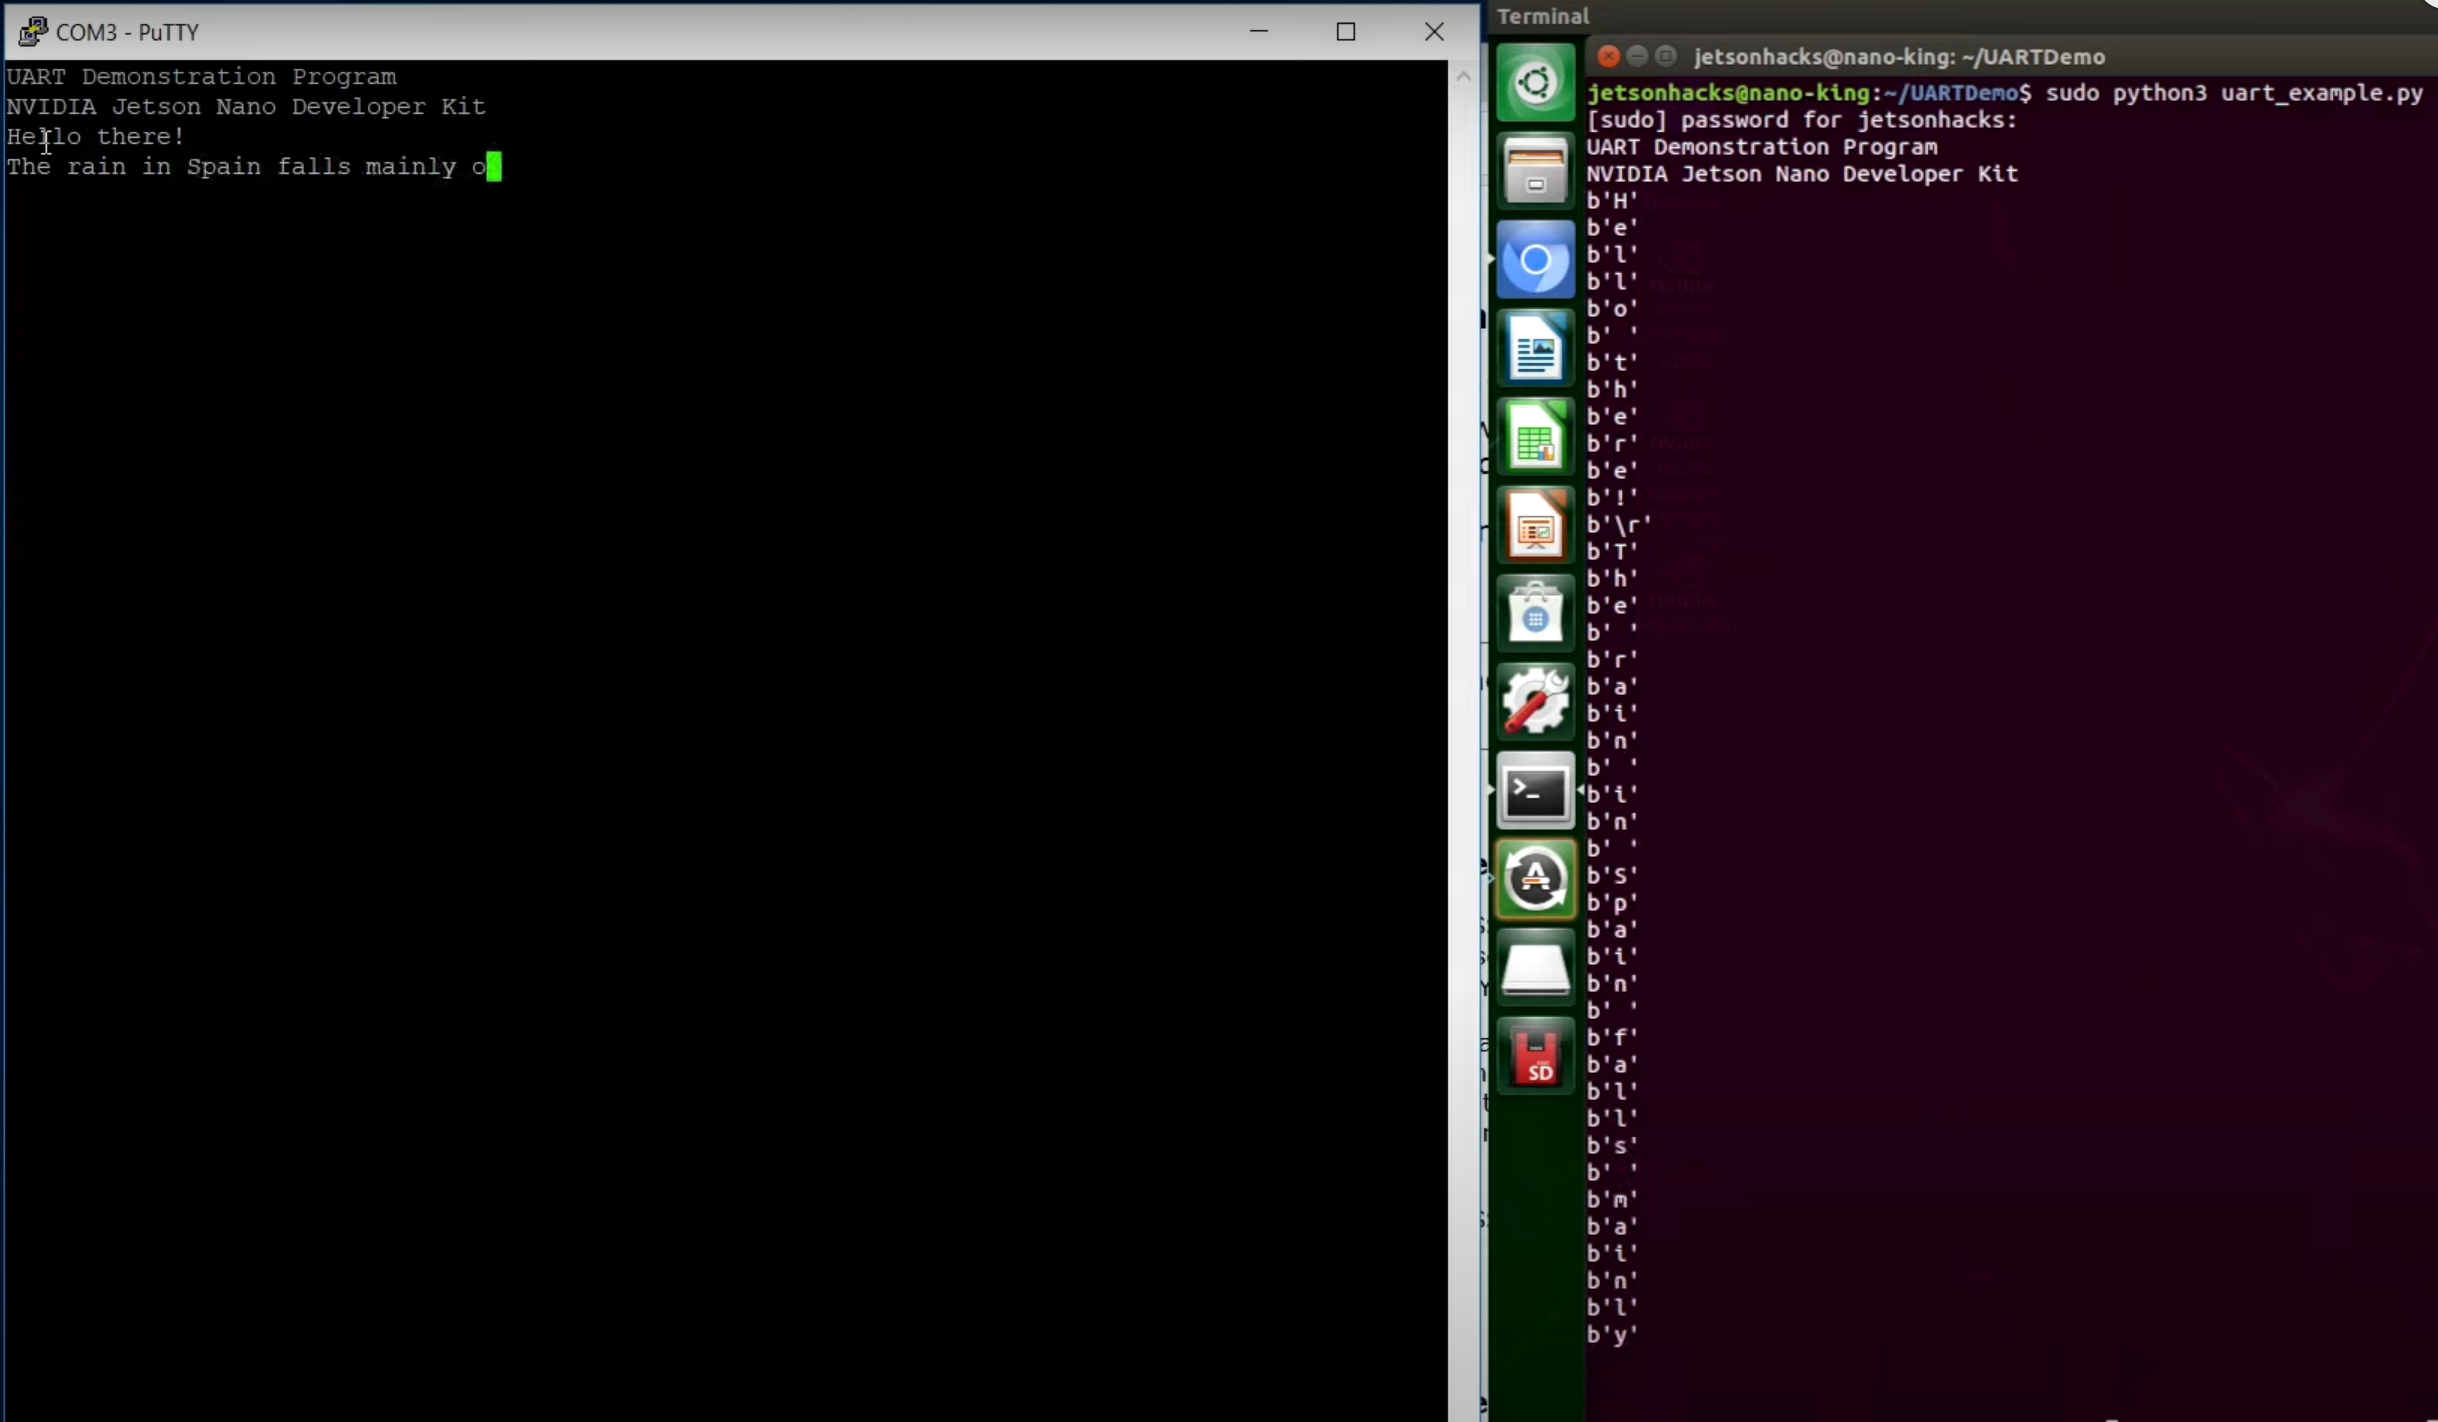 COM3 - PuTTY
UART Demonstration Program
NVIDIA Jetson Nano Developer Kit
Hello there!
The rain in Spain falls mainly o
Terminal
jetsonhacks@nano-king: ~/UARTDemo
jetsonhacks@nano-king:~/UARTDemo$ sudo python3 uart_example.py
[sudo] password for jetsonhacks:
UART Demonstration Program
NVIDIA Jetson Nano Developer Kit
b'H'
b'e'
b'l'
b'l'
b'o'
b' '
b't'
b'h'
b'e'
b'r'
b'e'
b'!'
b'\r'
b'T'
b'h'
b'e'
b' '
b'r'
b'a'
b'i'
b'n'
b' '
b'i'
b'n'
b' '
b'S'
b'p'
b'a'
b'i'
b'n'
b' '
b'f'
b'a'
b'l'
b'l'
b's'
b' '
b'm'
b'a'
b'i'
b'n'
b'l'
b'y'
SD